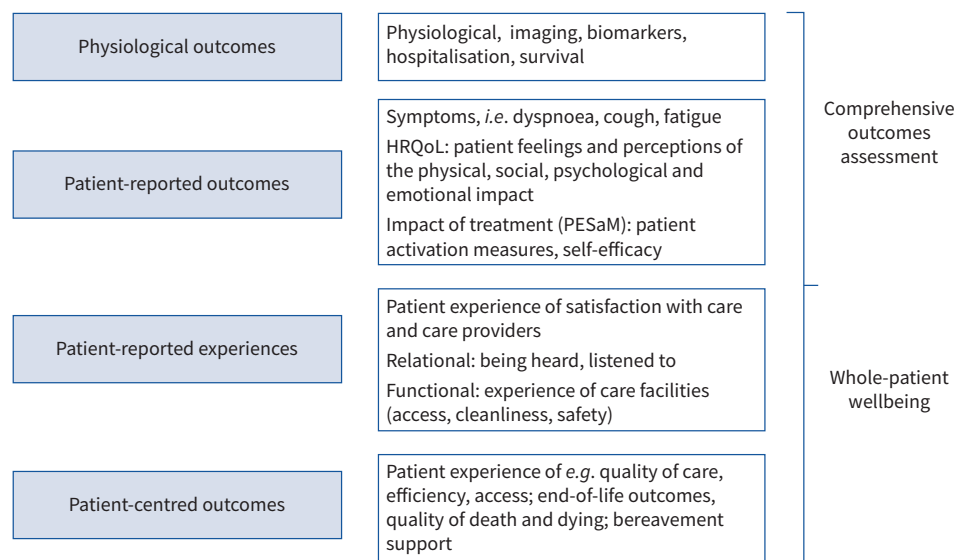 Physiological outcomes
Physiological, imaging, biomarkers,
hospitalisation, survival
Patient-reported outcomes
Symptoms, i.e. dyspnoea, cough, fatigue
HRQoL: patient feelings and perceptions of
the physical, social, psychological and
emotional impact
Impact of treatment (PESaM): patient
activation measures, self-efficacy
Comprehensive
outcomes
assessment
Patient-reported experiences
Patient experience of satisfaction with care
and care providers
Relational: being heard, listened to
Functional: experience of care facilities
(access, cleanliness, safety)
Whole-patient
wellbeing
Patient-centred outcomes
Patient experience of e.g. quality of care,
efficiency, access; end-of-life outcomes,
quality of death and dying; bereavement
support